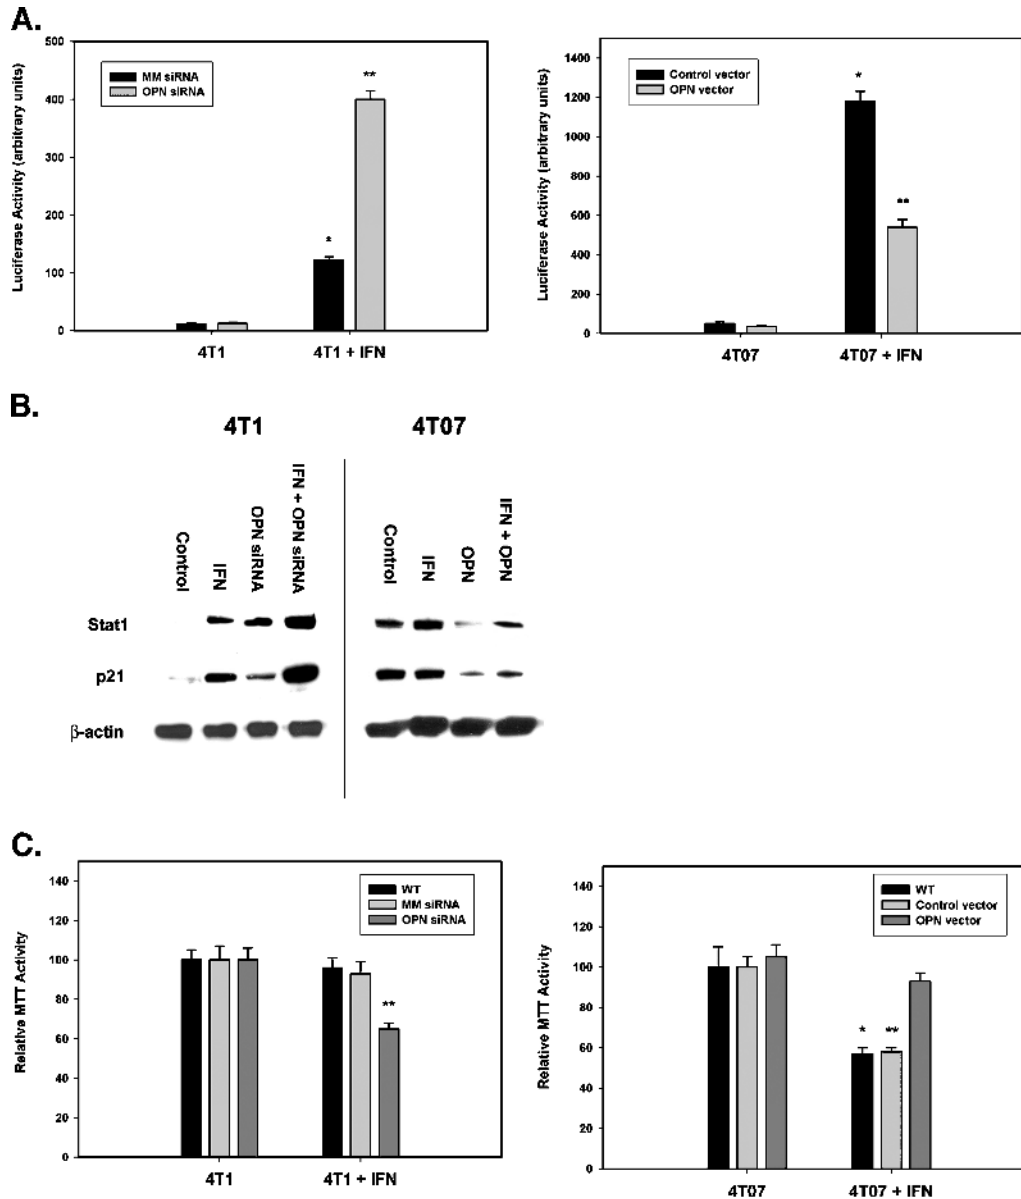 A.
500
400
300
200
100
0
Luciferase Activity (arbitrary units)
MM siRNA
OPN siRNA
*
**
4T1
4T1 + IFN
1400
1200
1000
800
600
400
200
0
Luciferase Activity (arbitrary units)
Control vector
OPN vector
*
**
4T07
4T07 + IFN
B.
4T1
4T07
Control
IFN
OPN siRNA
IFN + OPN siRNA
Control
IFN
OPN
IFN + OPN
Stat1
p21
β-actin
C.
140
120
100
80
60
40
20
0
Relative MTT Activity
WT
MM siRNA
OPN siRNA
**
4T1
4T1 + IFN
140
120
100
80
60
40
20
0
Relative MTT Activity
WT
Control vector
OPN vector
*
**
4T07
4T07 + IFN